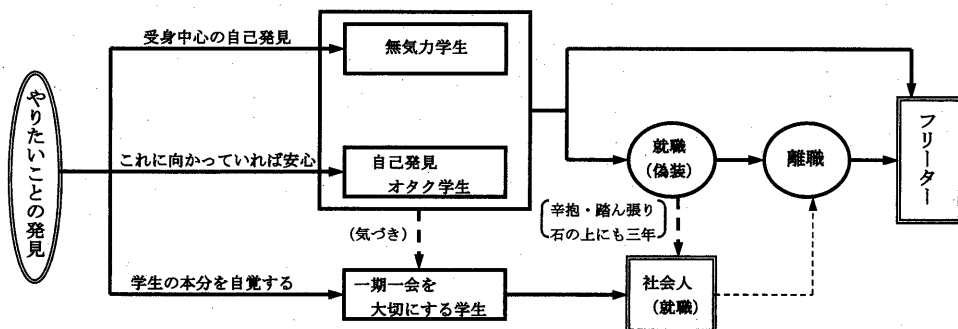 やりたいことの発見
受身中心の自己発見
無気力学生
これに向かっていれば安心
自己発見
オタク学生
(気づき)
学生の本分を自覚する
一期一会を
大切にする学生
就職
(偽装)
離職
フリーター
辛抱・踏ん張り
石の上にも三年
社会人
(就職)